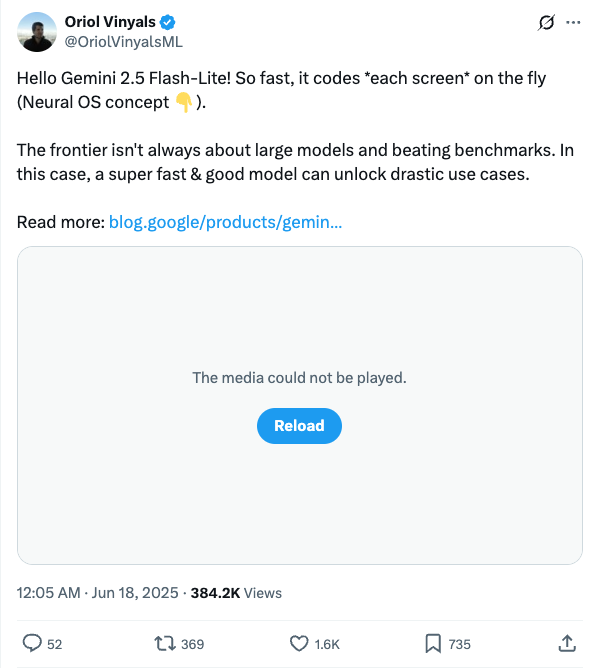 Oriol Vinyals
@OriolVinyalsML
Hello Gemini 2.5 Flash-Lite! So fast, it codes *each screen* on the fly
(Neural OS concept 👇).
The frontier isn't always about large models and beating benchmarks. In
this case, a super fast & good model can unlock drastic use cases.
Read more: blog.google/products/gemin...
The media could not be played.
Reload
12:05 AM · Jun 18, 2025 · 384.2K Views
52 369 1.6K 735